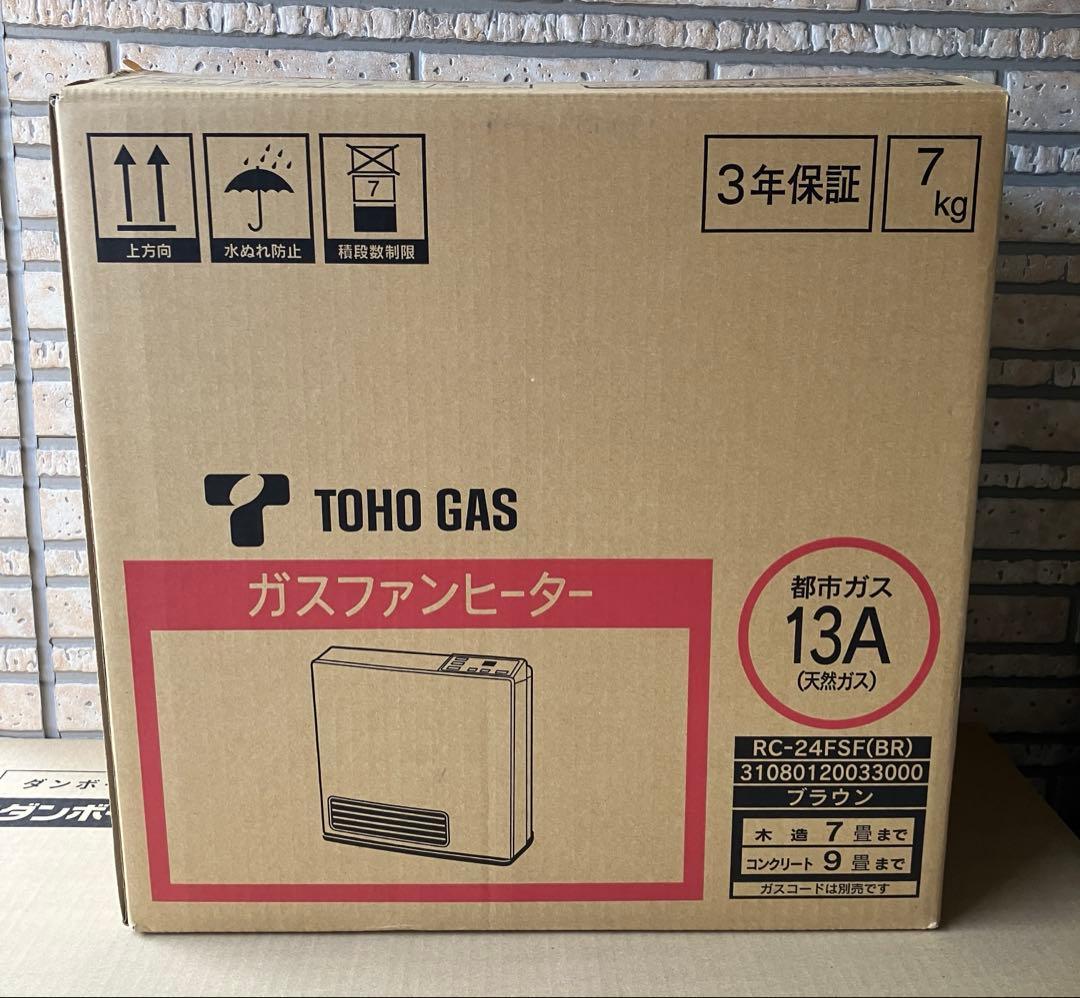 上方向
水ぬれ防止
7
積段数制限
3年保証
7
kg
TOHO GAS
ガスファンヒーター
都市ガス
13A
(天然ガス)
RC-24FSF(BR)
31080120033000
ブラウン
木造 7 畳まで
コンクリート 9 畳まで
ガスコードは別売です
ダンボ
ダンボ